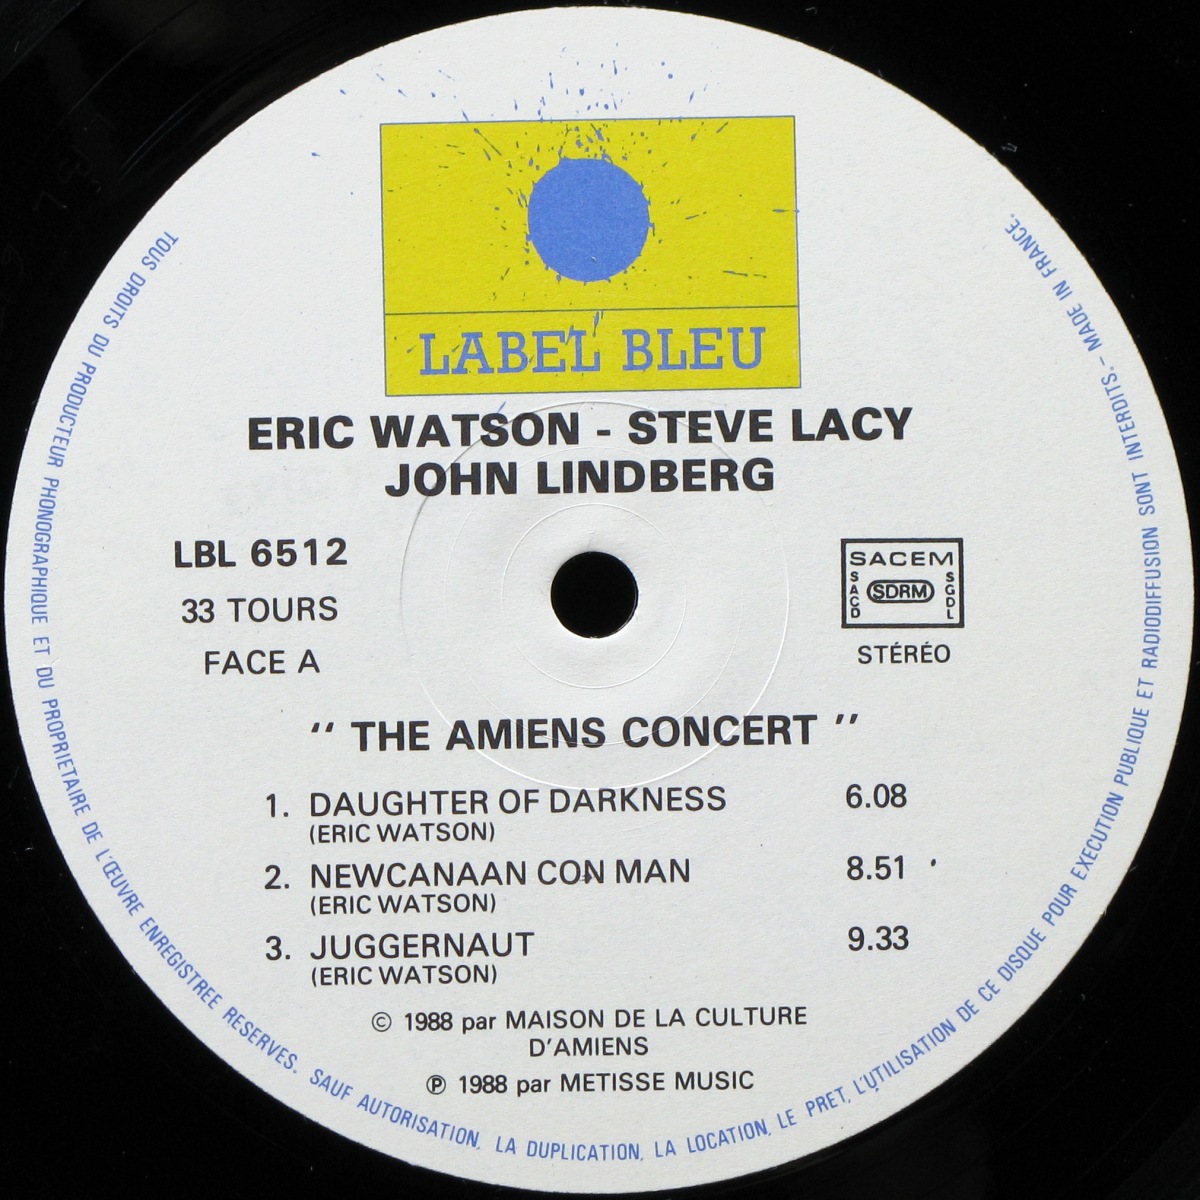 LABEL BLEU
ERIC WATSON - STEVE LACY
JOHN LINDBERG
LBL 6512
33 TOURS
FACE A
SACEM
SACD
SDRM
SGDL
STÉRÉO
" THE AMIENS CONCERT "
1. DAUGHTER OF DARKNESS 6.08
(ERIC WATSON)
2. NEWCANAAN CON MAN 8.51
(ERIC WATSON)
3. JUGGERNAUT 9.33
(ERIC WATSON)
© 1988 par MAISON DE LA CULTURE
D'AMIENS
℗ 1988 par METISSE MUSIC
TOUS DROITS DU PRODUCTEUR PHONOGRAPHIQUE ET DU PROPRIETAIRE DE L'ŒUVRE ENREGISTREE RESERVES. SAUF AUTORISATION, LA DUPLICATION, LA LOCATION, LE PRET, L'UTILISATION DE CE DISQUE POUR EXECUTION PUBLIQUE ET RADIODIFFUSION SONT INTERDITS. - MADE IN FRANCE.